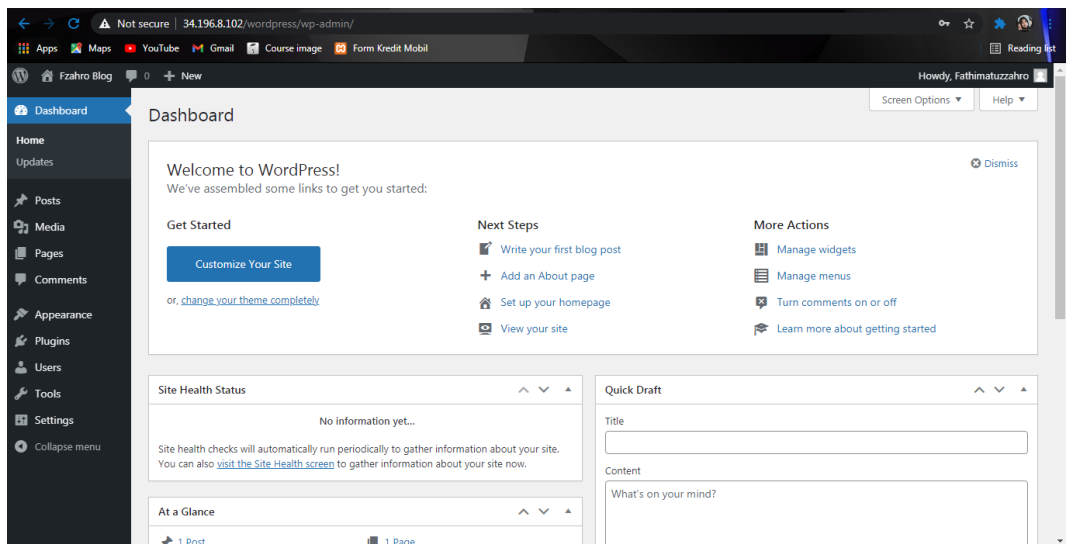 Not secure | 34.196.8.102/wordpress/wp-admin/
Apps Maps YouTube Gmail Course image Form Kredit Mobil Reading list
Fzahro Blog 0 + New Howdy, Fathimatuzzahro
Screen Options ▼ Help ▼
Dashboard
Home
Updates
Posts
Media
Pages
Comments
Appearance
Plugins
Users
Tools
Settings
Collapse menu
Dashboard
Welcome to WordPress!
Dismiss
We've assembled some links to get you started:
Get Started
Customize Your Site
or, change your theme completely
Next Steps
Write your first blog post
Add an About page
Set up your homepage
View your site
More Actions
Manage widgets
Manage menus
Turn comments on or off
Learn more about getting started
Site Health Status
No information yet...
Site health checks will automatically run periodically to gather information about your site.
You can also visit the Site Health screen to gather information about your site now.
At a Glance
1 Post 1 Page
Quick Draft
Title
Content
What's on your mind?